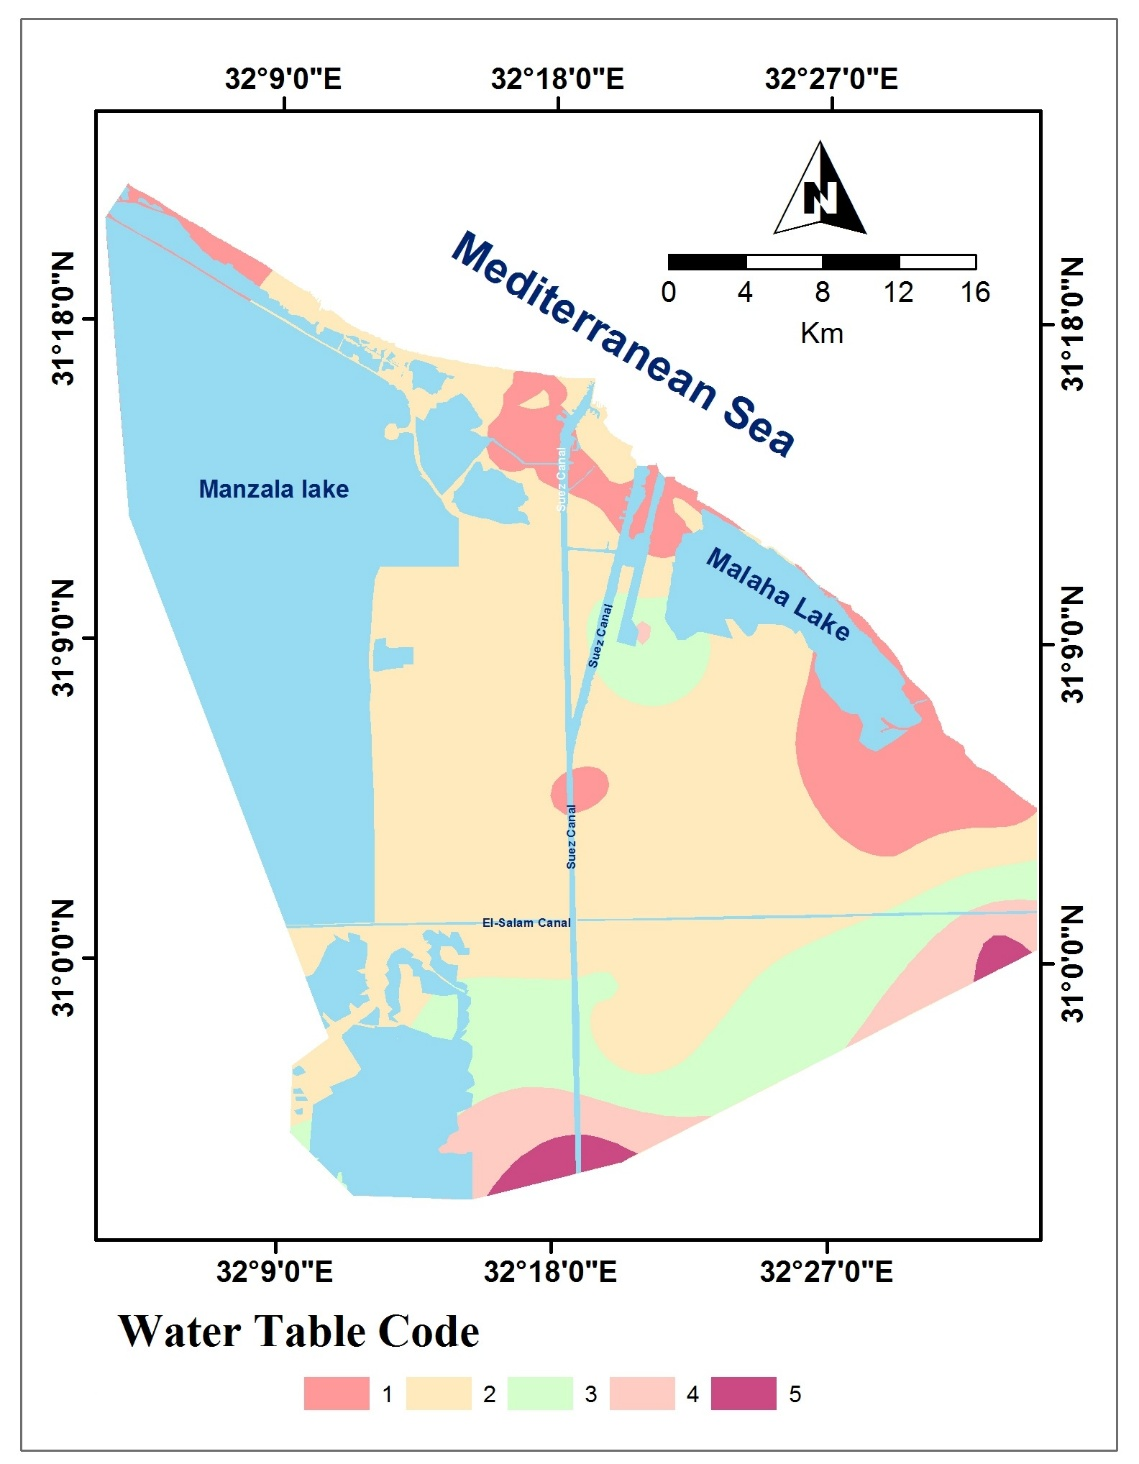 32°9'0"E 32°18'0"E 32°27'0"E
N
0 4 8 12 16
Km
Mediterranean Sea
31°18'0"N 31°18'0"N
Manzala lake
Suez Canal
Malaha Lake
31°9'0"N 31°9'0"N
Suez Canal
Suez Canal
El-Salam Canal
31°0'0"N 31°0'0"N
32°9'0"E 32°18'0"E 32°27'0"E
Water Table Code
1 2 3 4 5